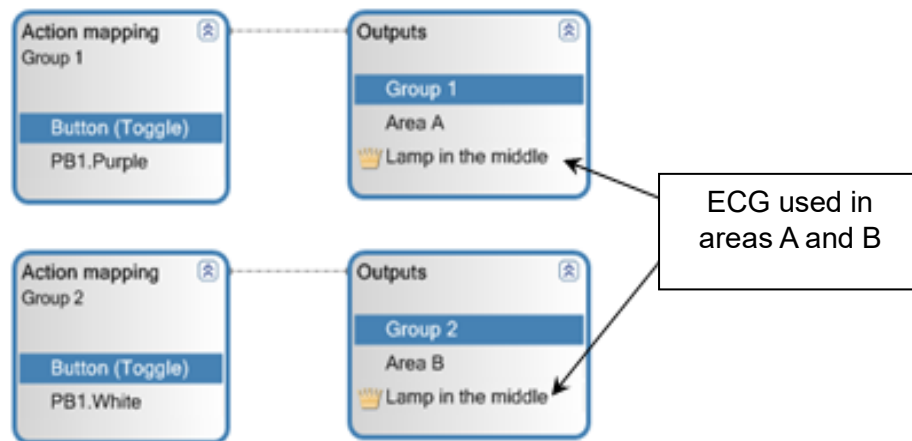 Action mapping
Group 1
Button (Toggle)
PB1.Purple
Outputs
Group 1
Area A
Lamp in the middle
ECG used in
areas A and B
Action mapping
Group 2
Button (Toggle)
PB1.White
Outputs
Group 2
Area B
Lamp in the middle